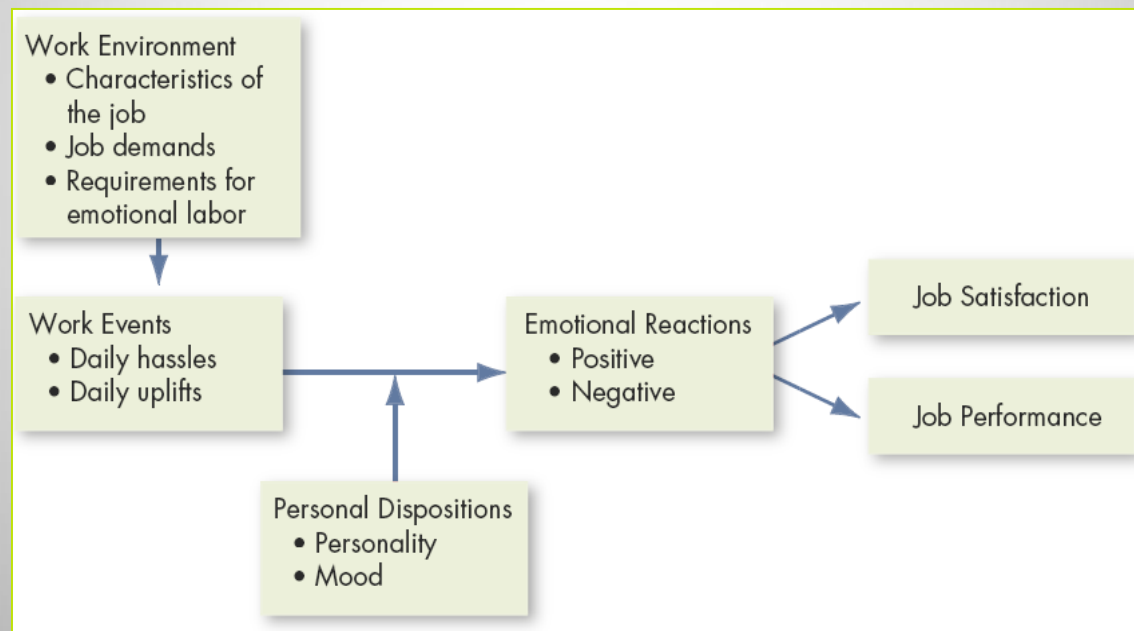 Work Environment
• Characteristics of
the job
• Job demands
• Requirements for
emotional labor
Work Events
• Daily hassles
• Daily uplifts
Personal Dispositions
• Personality
• Mood
Emotional Reactions
• Positive
• Negative
Job Satisfaction
Job Performance